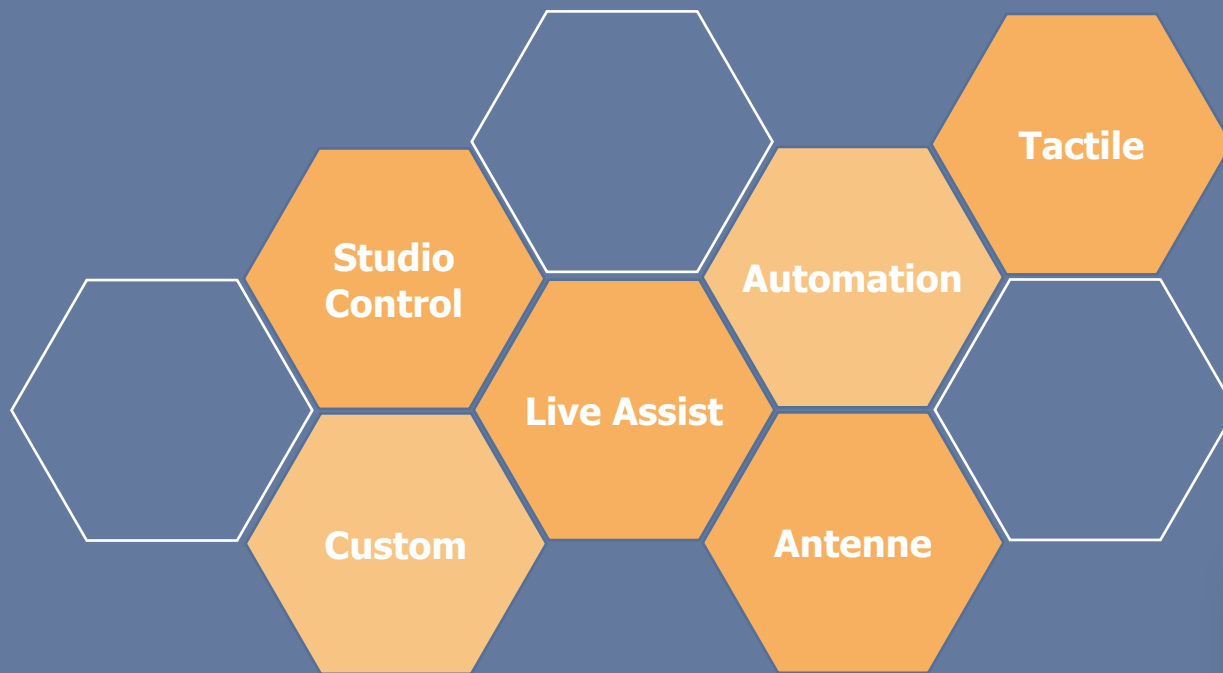 Tactile
Studio
Control
Automation
Live Assist
Custom
Antenne